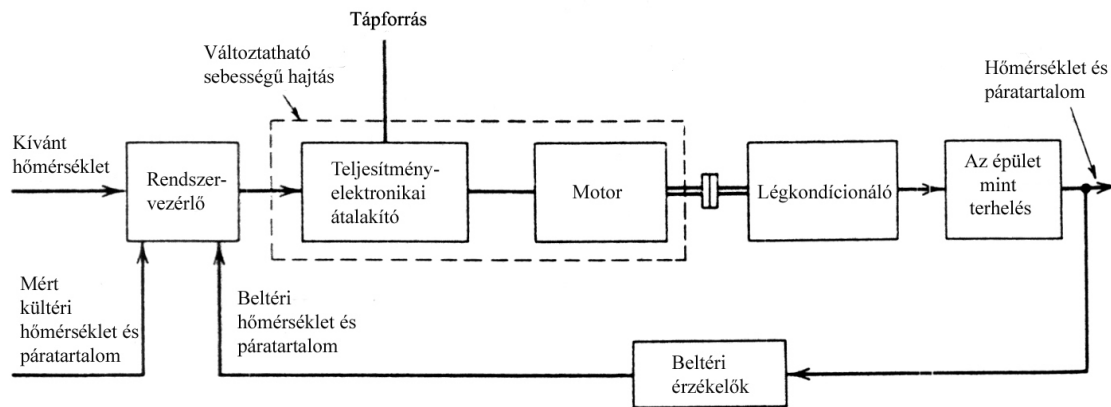 Tápforrás
Változtatható
sebességű hajtás
Hőmérséklet és
páratartalom
Kívánt
hőmérséklet
Rendszer-
vezérlő
Teljesítmény-
elektronikai
átalakító
Motor
Légkondícionáló
Az épület
mint
terhelés
Mért
kültéri
hőmérséklet és
páratartalom
Beltéri
hőmérséklet és
páratartalom
Beltéri
érzékelők